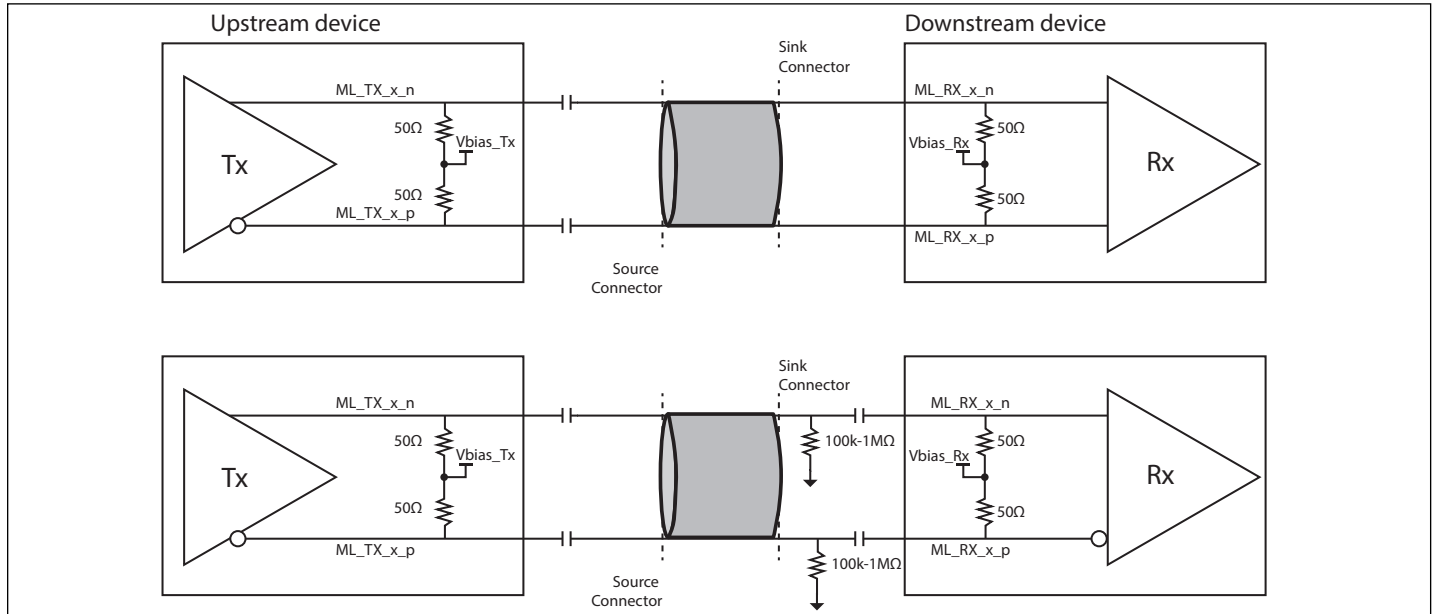 Upstream device
Downstream device
Sink
Connector
ML_TX_x_n
ML_RX_x_n
50Ω
50Ω
Vbias_Tx
Vbias_Rx
Tx
Rx
50Ω
50Ω
ML_TX_x_p
ML_RX_x_p
Source
Connector
Sink
Connector
ML_TX_x_n
ML_RX_x_n
50Ω
100k-1MΩ
50Ω
Vbias_Tx
Vbias_Rx
Tx
Rx
50Ω
50Ω
ML_TX_x_p
ML_RX_x_p
100k-1MΩ
Source
Connector